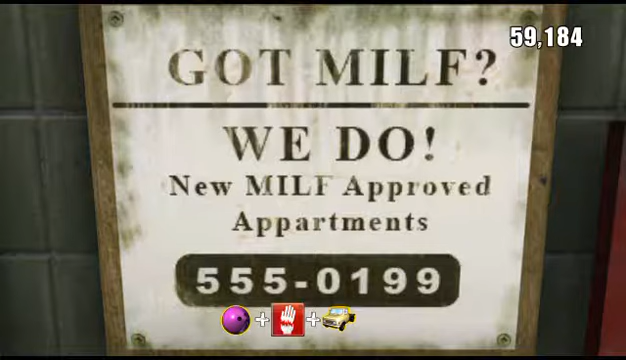 59,184
GOT MILF?
WE DO!
New MILF Approved
Appartments
555-0199
+ +